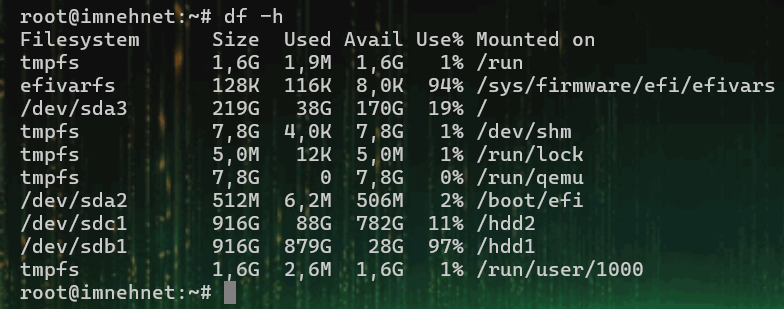 root@imnehnet:~# df -h
Filesystem      Size  Used Avail Use% Mounted on
tmpfs           1,6G  1,9M  1,6G   1% /run
efivarfs        128K  116K  8,0K  94% /sys/firmware/efi/efivars
/dev/sda3       219G   38G  170G  19% /
tmpfs           7,8G  4,0K  7,8G   1% /dev/shm
tmpfs           5,0M   12K  5,0M   1% /run/lock
tmpfs           7,8G     0  7,8G   0% /run/qemu
/dev/sda2       512M  6,2M  506M   2% /boot/efi
/dev/sdc1       916G   88G  782G  11% /hdd2
/dev/sdb1       916G  879G   28G  97% /hdd1
tmpfs           1,6G  2,6M  1,6G   1% /run/user/1000
root@imnehnet:~#